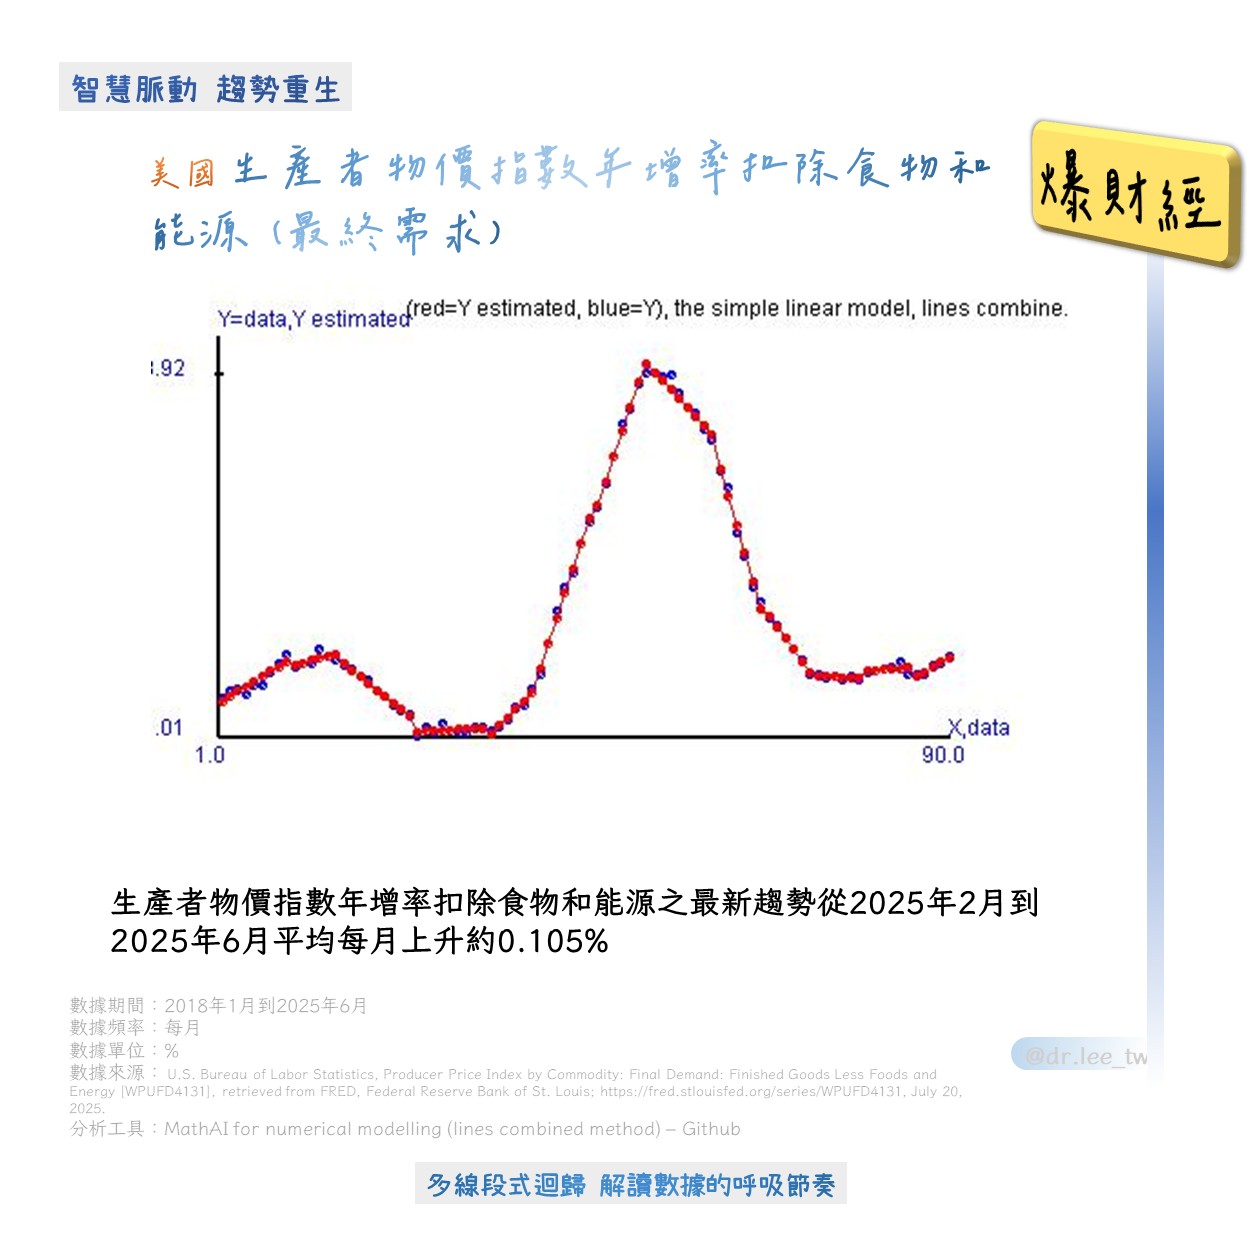 智慧脈動 趨勢重生
美國生產者物價指數年增率扣除食物和
能源(最終需求)
爆財經
(red=Y estimated, blue=Y), the simple linear model, lines combine.
Y=data,Y estimated
.92
.01
X,data
1.0
90.0
生產者物價指數年增率扣除食物和能源之最新趨勢從2025年2月到
2025年6月平均每月上升約0.105%
數據期間：2018年1月到2025年6月
數據頻率：每月
數據單位：%
@dr.lee_tw
數據來源： U.S. Bureau of Labor Statistics, Producer Price Index by Commodity: Final Demand: Finished Goods Less Foods and
Energy [WPUFD4131], retrieved from FRED, Federal Reserve Bank of St. Louis; https://fred.stlouisfed.org/series/WPUFD4131, July 20,
2025.
分析工具：MathAI for numerical modelling (lines combined method) – Github
多線段式迴歸 解讀數據的呼吸節奏